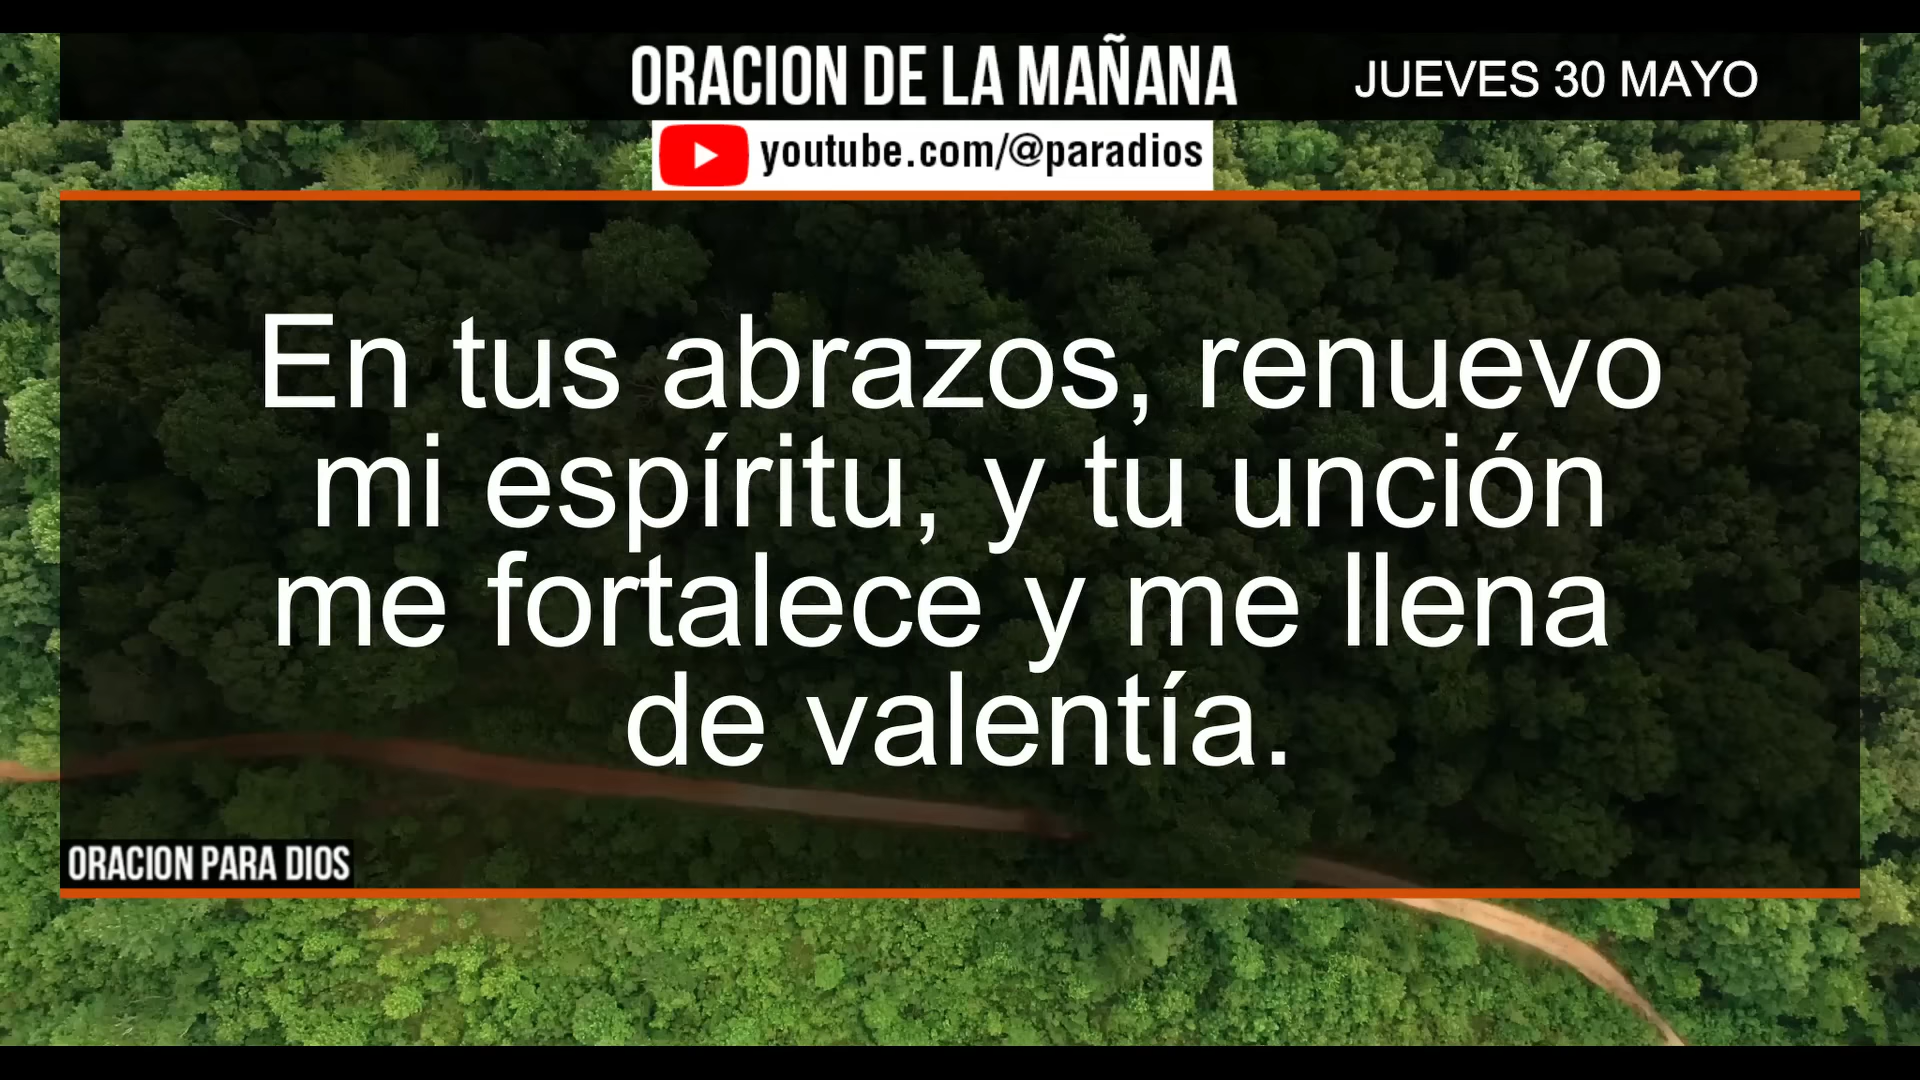 ORACION DE LA MAÑANA
JUEVES 30 MAYO
youtube.com/@paradios
En tus abrazos, renuevo
mi espíritu, y tu unción
me fortalece y me llena
de valentía.
ORACION PARA DIOS